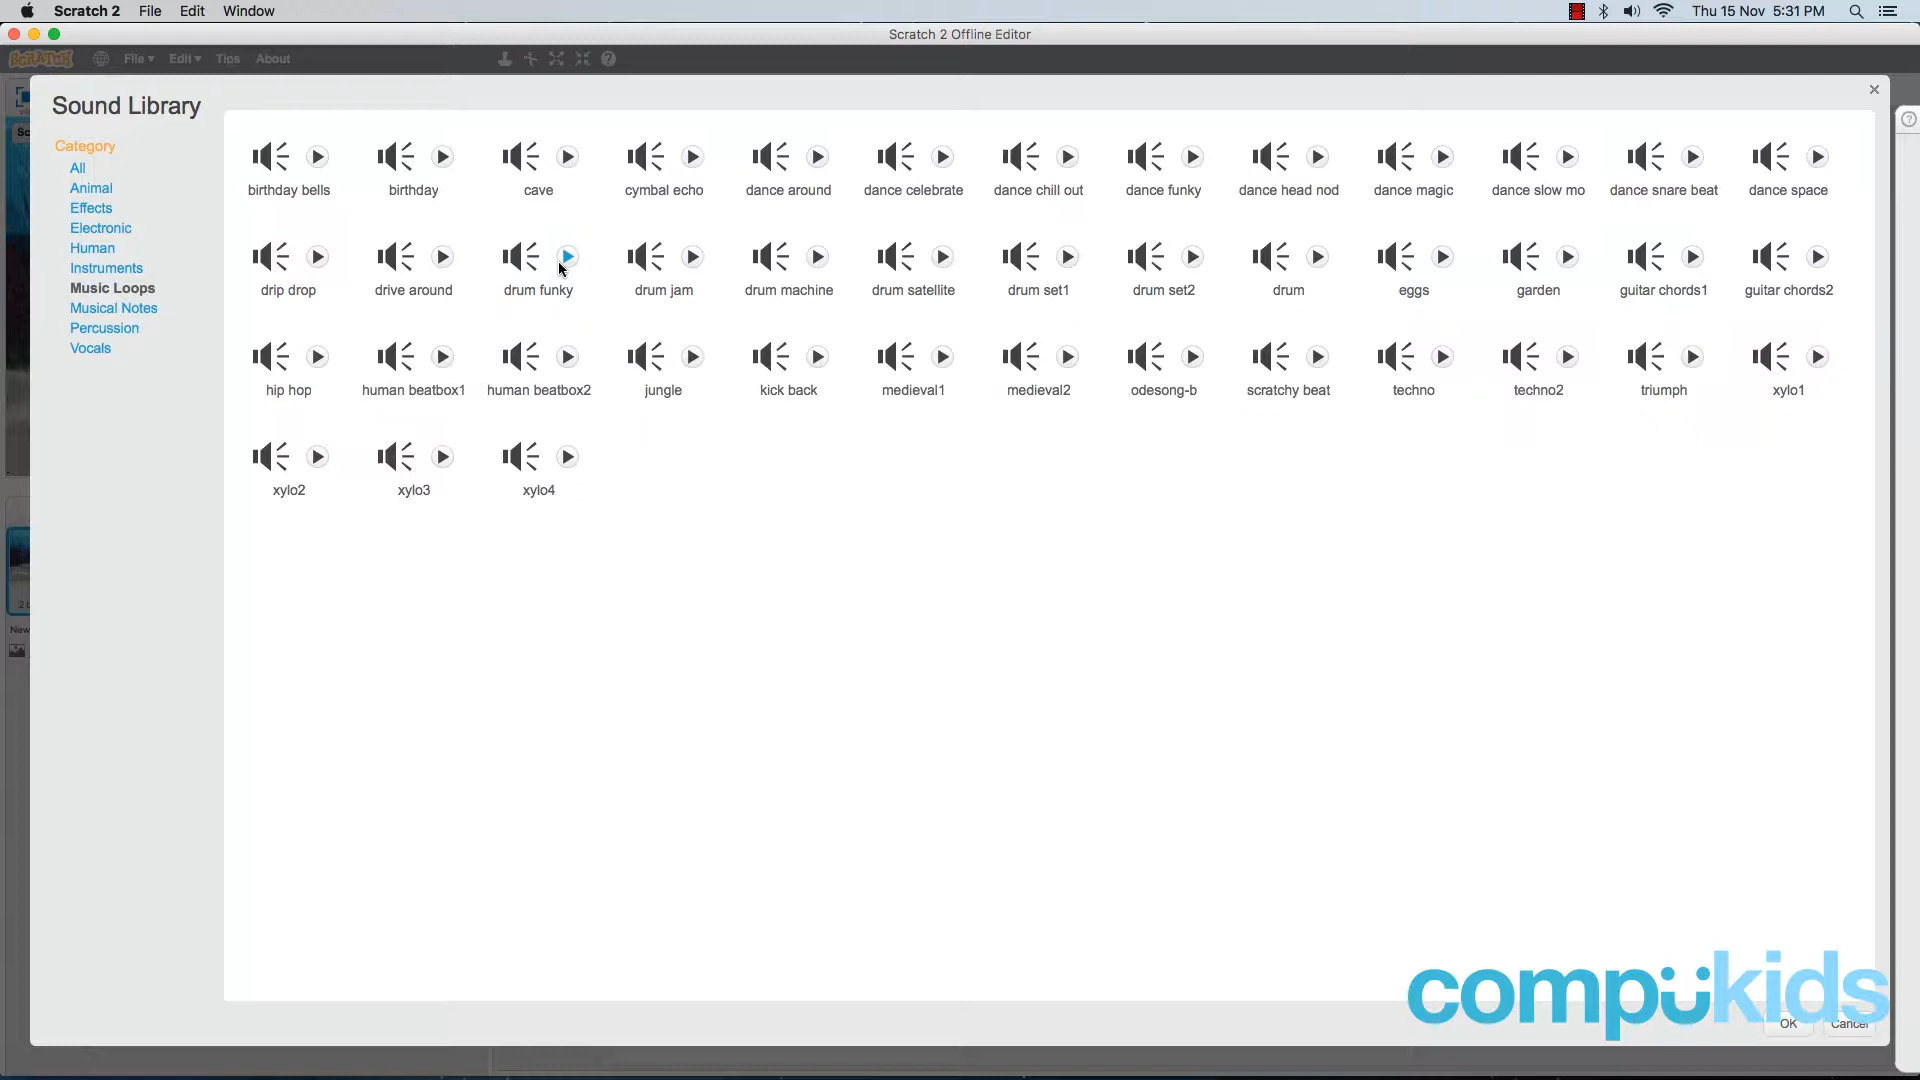 Scratch 2 File Edit Window Thu 15 Nov 5:31 PM
Scratch 2 Offline Editor
SCRATCH File Edit Tips About
Sound Library
Category
All
Animal
Effects
Electronic
Human
Instruments
Music Loops
Musical Notes
Percussion
Vocals
birthday bells birthday cave cymbal echo dance around dance celebrate dance chill out dance funky dance head nod dance magic dance slow mo dance snare beat dance space
drip drop drive around drum funky drum jam drum machine drum satellite drum set1 drum set2 drum eggs garden guitar chords1 guitar chords2
hip hop human beatbox1 human beatbox2 jungle kick back medieval1 medieval2 odesong-b scratchy beat techno techno2 triumph xylo1
xylo2 xylo3 xylo4
New
compükids
OK Cancel